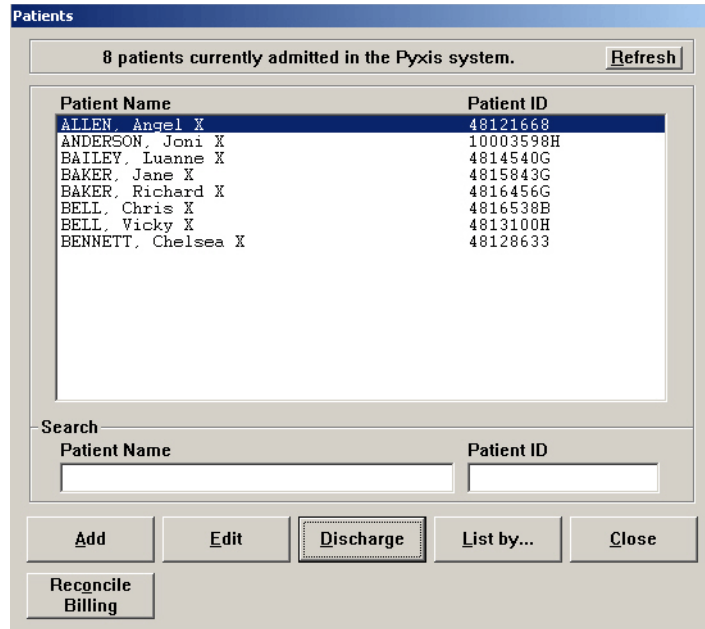 Patients
8 patients currently admitted in the Pyxis system. Refresh
Patient Name Patient ID
ALLEN, Angel X 48121668
ANDERSON, Joni X 10003598H
BAILEY, Luanne X 4814540G
BAKER, Jane X 4815843G
BAKER, Richard X 4816456G
BELL, Chris X 4816538B
BELL, Vicky X 4813100H
BENNETT, Chelsea X 48128633
Search
Patient Name Patient ID
Add Edit Discharge List by... Close
Reconcile
Billing